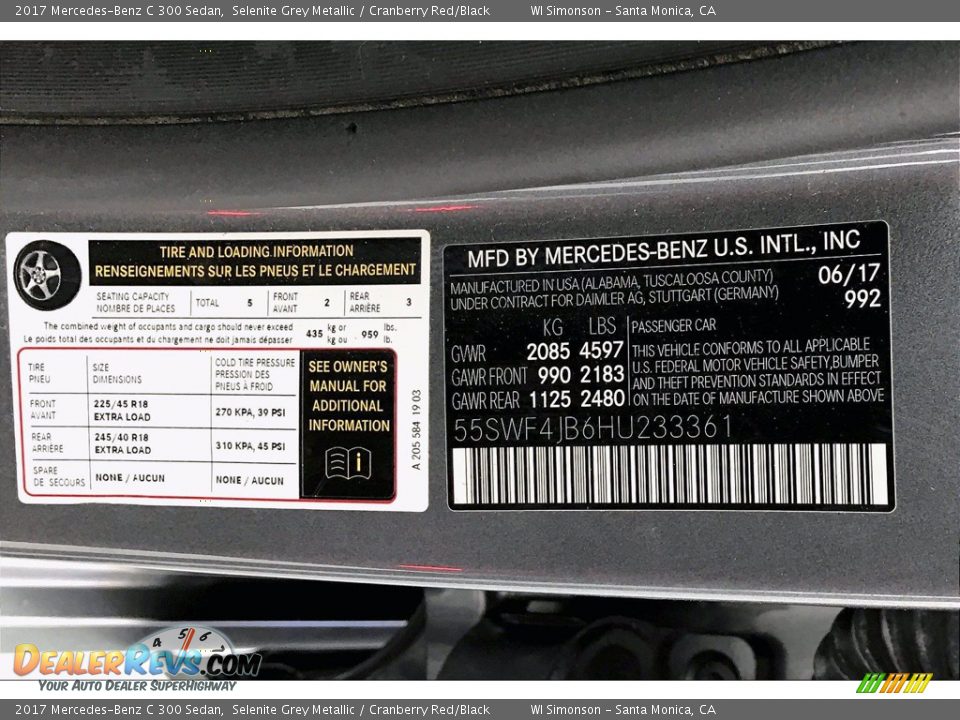 2017 Mercedes-Benz C 300 Sedan,  Selenite Grey Metallic / Cranberry Red/Black  WI Simonson - Santa Monica, CA
TIRE AND LOADING INFORMATION
RENSEIGNEMENTS SUR LES PNEUS ET LE CHARGEMENT
SEATING CAPACITY
NOMBRE DE PLACES
TOTAL 5
FRONT
AVANT
2
REAR
ARRIÈRE
3
The combined weight of occupants and cargo should never exceed
Le poids total des occupants et du chargement ne doit jamais dépasser
435 kg or
kg ou
959 lbs.
lb.
TIRE
PNEU
SIZE
DIMENSIONS
COLD TIRE PRESSURE
PRESSION DES
PNEUS À FROID
FRONT
AVANT
225/45 R18
EXTRA LOAD
270 KPA, 39 PSI
REAR
ARRIÈRE
245/40 R18
EXTRA LOAD
310 KPA, 45 PSI
SPARE
DE SECOURS
NONE / AUCUN
NONE / AUCUN
SEE OWNER'S
MANUAL FOR
ADDITIONAL
INFORMATION
i
A 205 584 19 03
MFD BY MERCEDES-BENZ U.S. INTL., INC
MANUFACTURED IN USA (ALABAMA, TUSCALOOSA COUNTY)
UNDER CONTRACT FOR DAIMLER AG, STUTTGART (GERMANY)
06/17
992
KG LBS
GVWR 2085 4597
GAWR FRONT 990 2183
GAWR REAR 1125 2480
PASSENGER CAR
THIS VEHICLE CONFORMS TO ALL APPLICABLE
U.S. FEDERAL MOTOR VEHICLE SAFETY,BUMPER
AND THEFT PREVENTION STANDARDS IN EFFECT
ON THE DATE OF MANUFACTURE SHOWN ABOVE
55SWF4JB6HU233361
4 5 6
DEALERREVS.COM
YOUR AUTO DEALER SUPERHIGHWAY
2017 Mercedes-Benz C 300 Sedan,  Selenite Grey Metallic / Cranberry Red/Black  WI Simonson - Santa Monica, CA